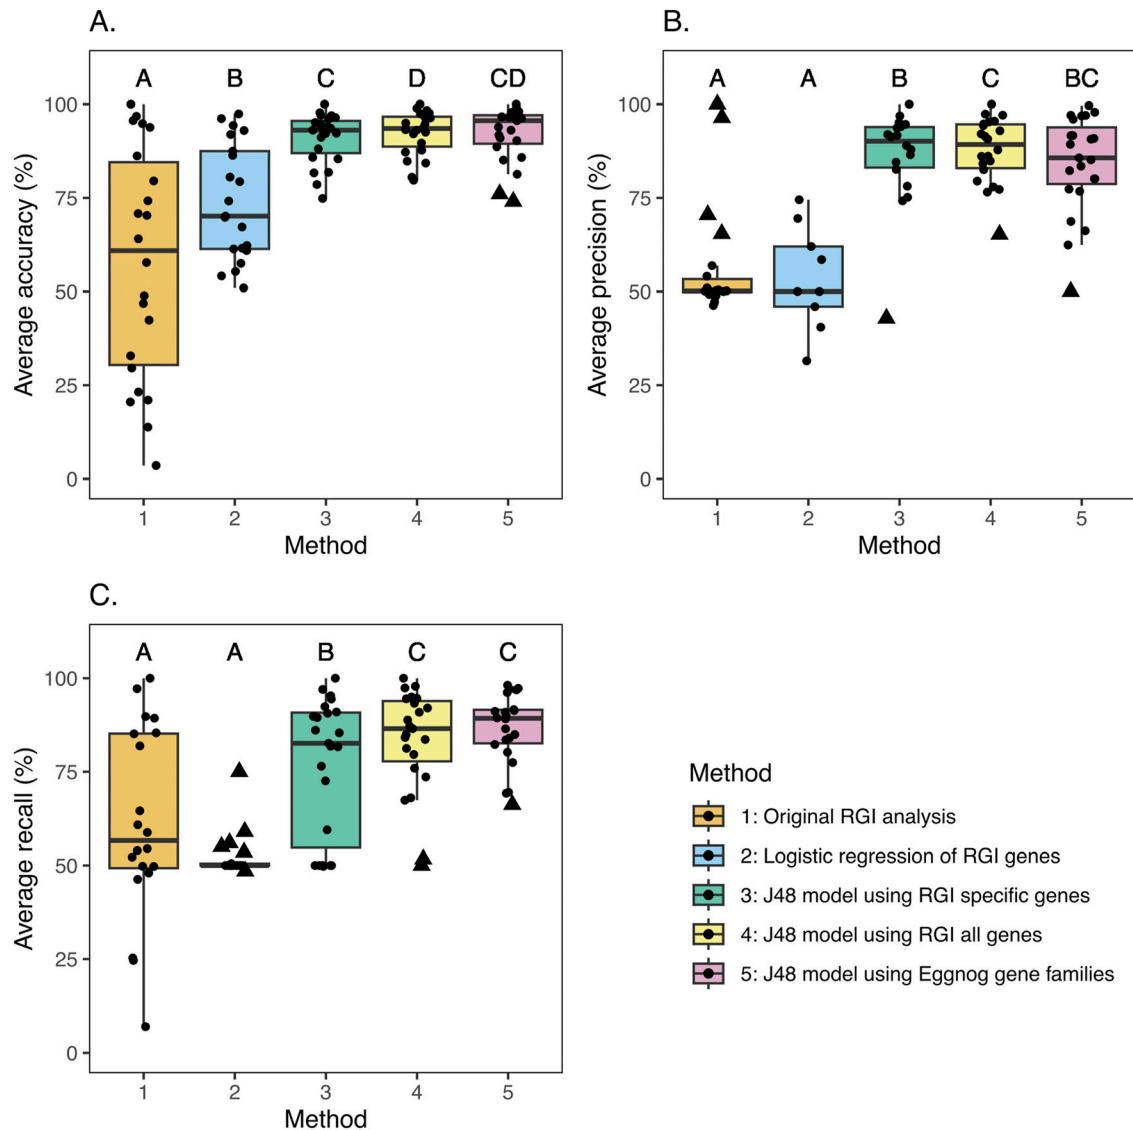 A.
A B C D CD
100
75
50
25
0
Average accuracy (%)
1 2 3 4 5
Method
B.
A A B C BC
100
75
50
25
0
Average precision (%)
1 2 3 4 5
Method
C.
A A B C C
100
75
50
25
0
Average recall (%)
1 2 3 4 5
Method
Method
1: Original RGI analysis
2: Logistic regression of RGI genes
3: J48 model using RGI specific genes
4: J48 model using RGI all genes
5: J48 model using Eggnog gene families